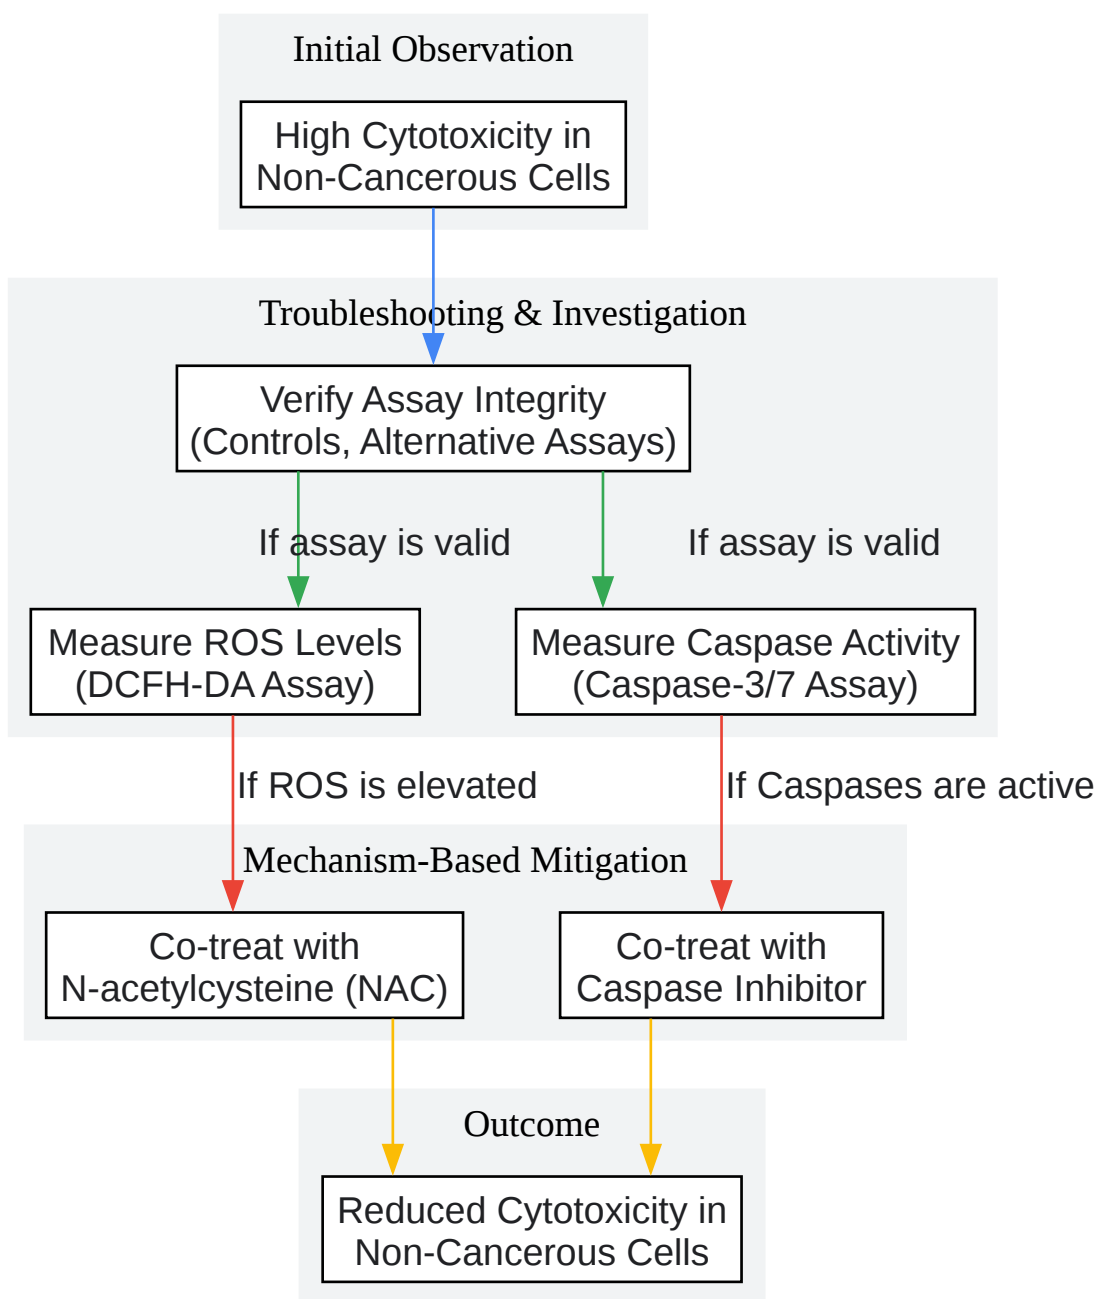 Initial Observation
High Cytotoxicity in
Non-Cancerous Cells
Troubleshooting & Investigation
Verify Assay Integrity
(Controls, Alternative Assays)
If assay is valid
If assay is valid
Measure ROS Levels
(DCFH-DA Assay)
Measure Caspase Activity
(Caspase-3/7 Assay)
If ROS is elevated
If Caspases are active
Mechanism-Based Mitigation
Co-treat with
N-acetylcysteine (NAC)
Co-treat with
Caspase Inhibitor
Outcome
Reduced Cytotoxicity in
Non-Cancerous Cells